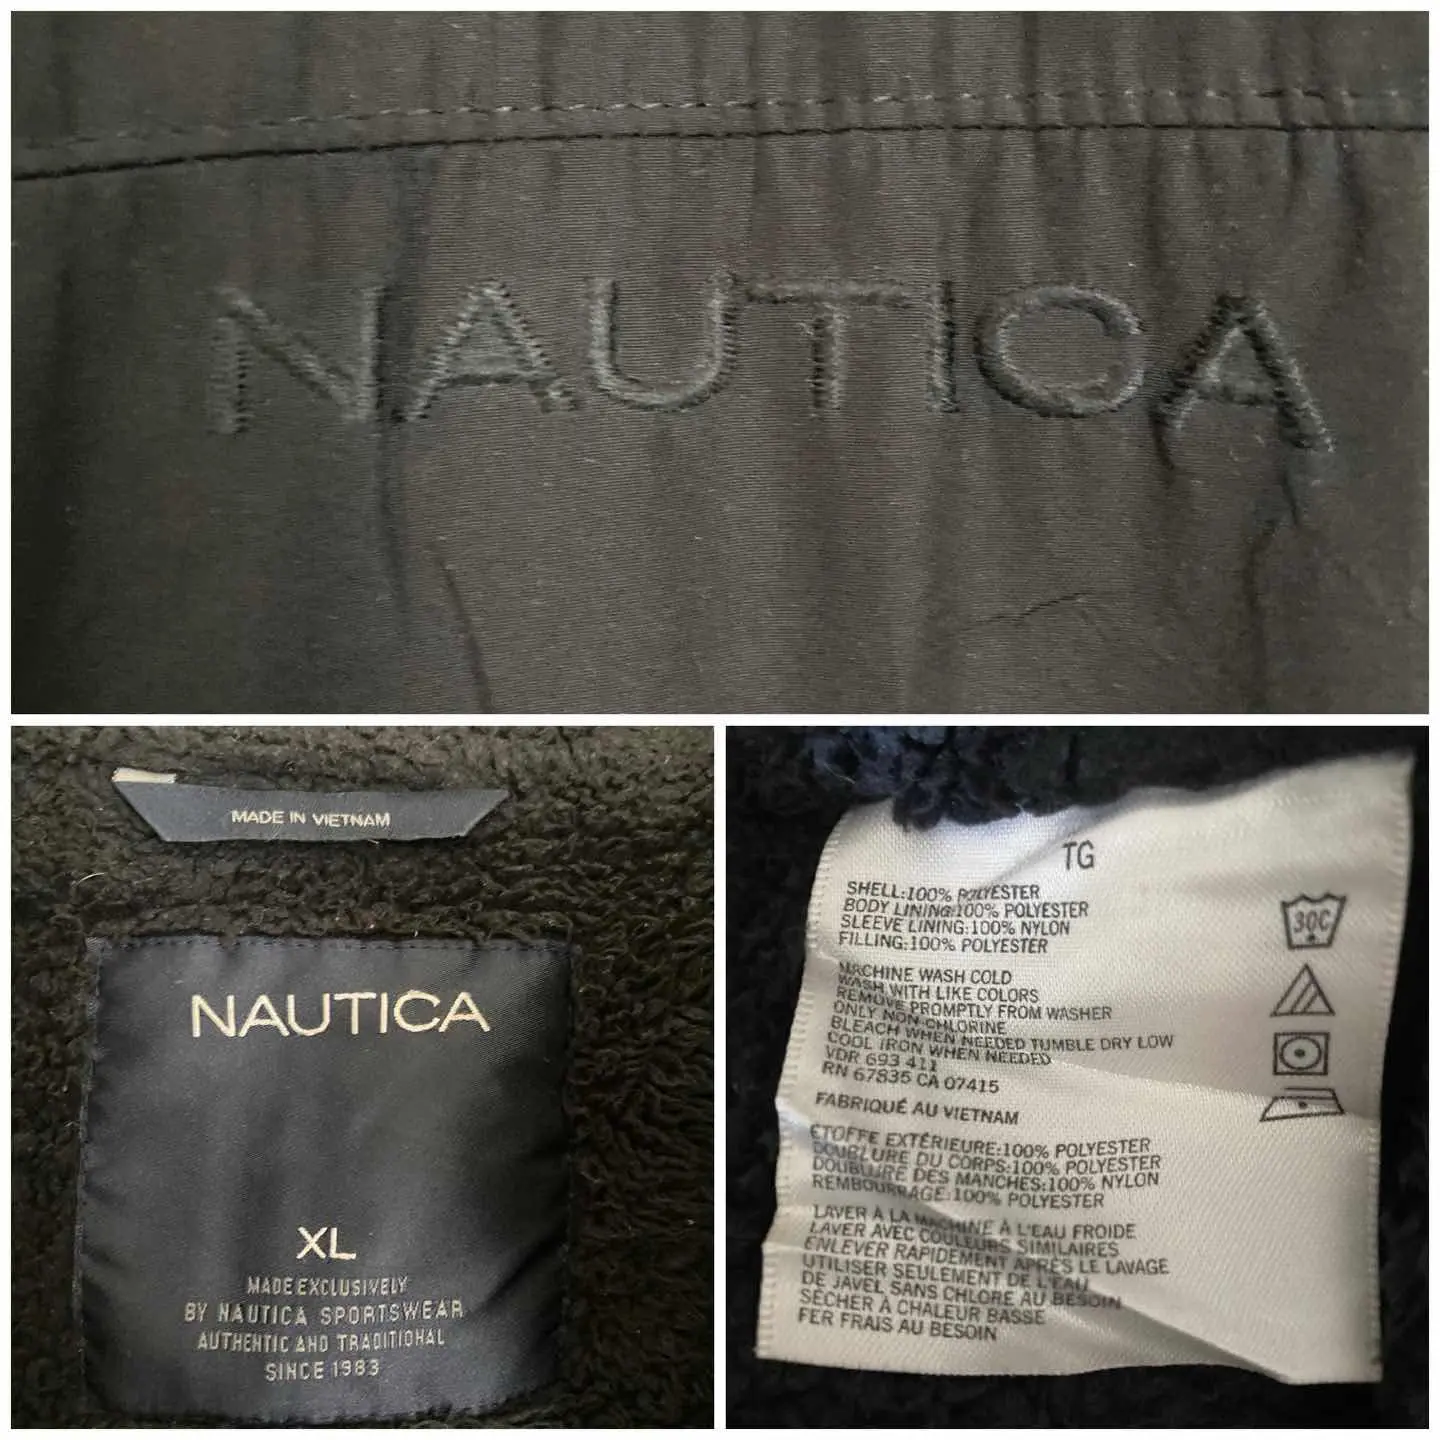 NAUTICA
MADE IN VIETNAM
NAUTICA
XL
MADE EXCLUSIVELY
BY NAUTICA SPORTSWEAR
AUTHENTIC AND TRADITIONAL
SINCE 1983
TG
SHELL:100% POLYESTER
BODY LINING:100% POLYESTER
SLEEVE LINING:100% NYLON
FILLING:100% POLYESTER
MACHINE WASH COLD
WASH WITH LIKE COLORS
REMOVE PROMPTLY FROM WASHER
ONLY NON-CHLORINE
BLEACH WHEN NEEDED TUMBLE DRY LOW
COOL IRON WHEN NEEDED
VDR 693 411
RN 67835 CA 07415
FABRIQUÉ AU VIETNAM
ÉTOFFE EXTÉRIEURE:100% POLYESTER
DOUBLURE DU CORPS:100% POLYESTER
DOUBLURE DES MANCHES:100% NYLON
REMBOURRAGE:100% POLYESTER
LAVER À LA MACHINE À L'EAU FROIDE
LAVER AVEC COULEURS SIMILAIRES
ENLEVER RAPIDEMENT APRÈS LE LAVAGE
UTILISER SEULEMENT DE L'EAU
DE JAVEL SANS CHLORE AU BESOIN
SÉCHER À CHALEUR BASSE
FER FRAIS AU BESOIN
30C